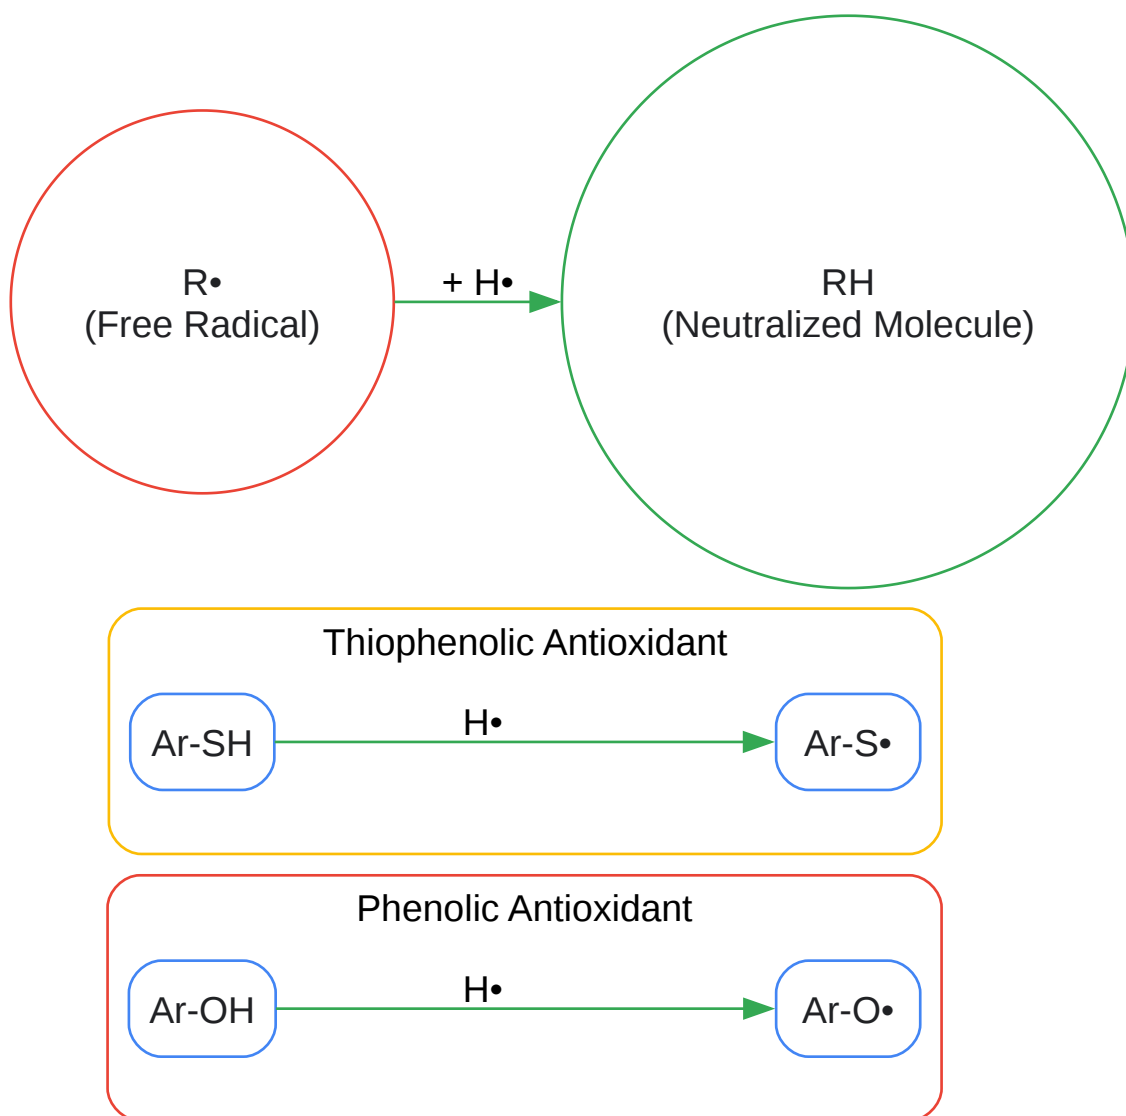 R•
(Free Radical)
+ H•
RH
(Neutralized Molecule)
Thiophenolic Antioxidant
Ar-SH
H•
Ar-S•
Phenolic Antioxidant
Ar-OH
H•
Ar-O•